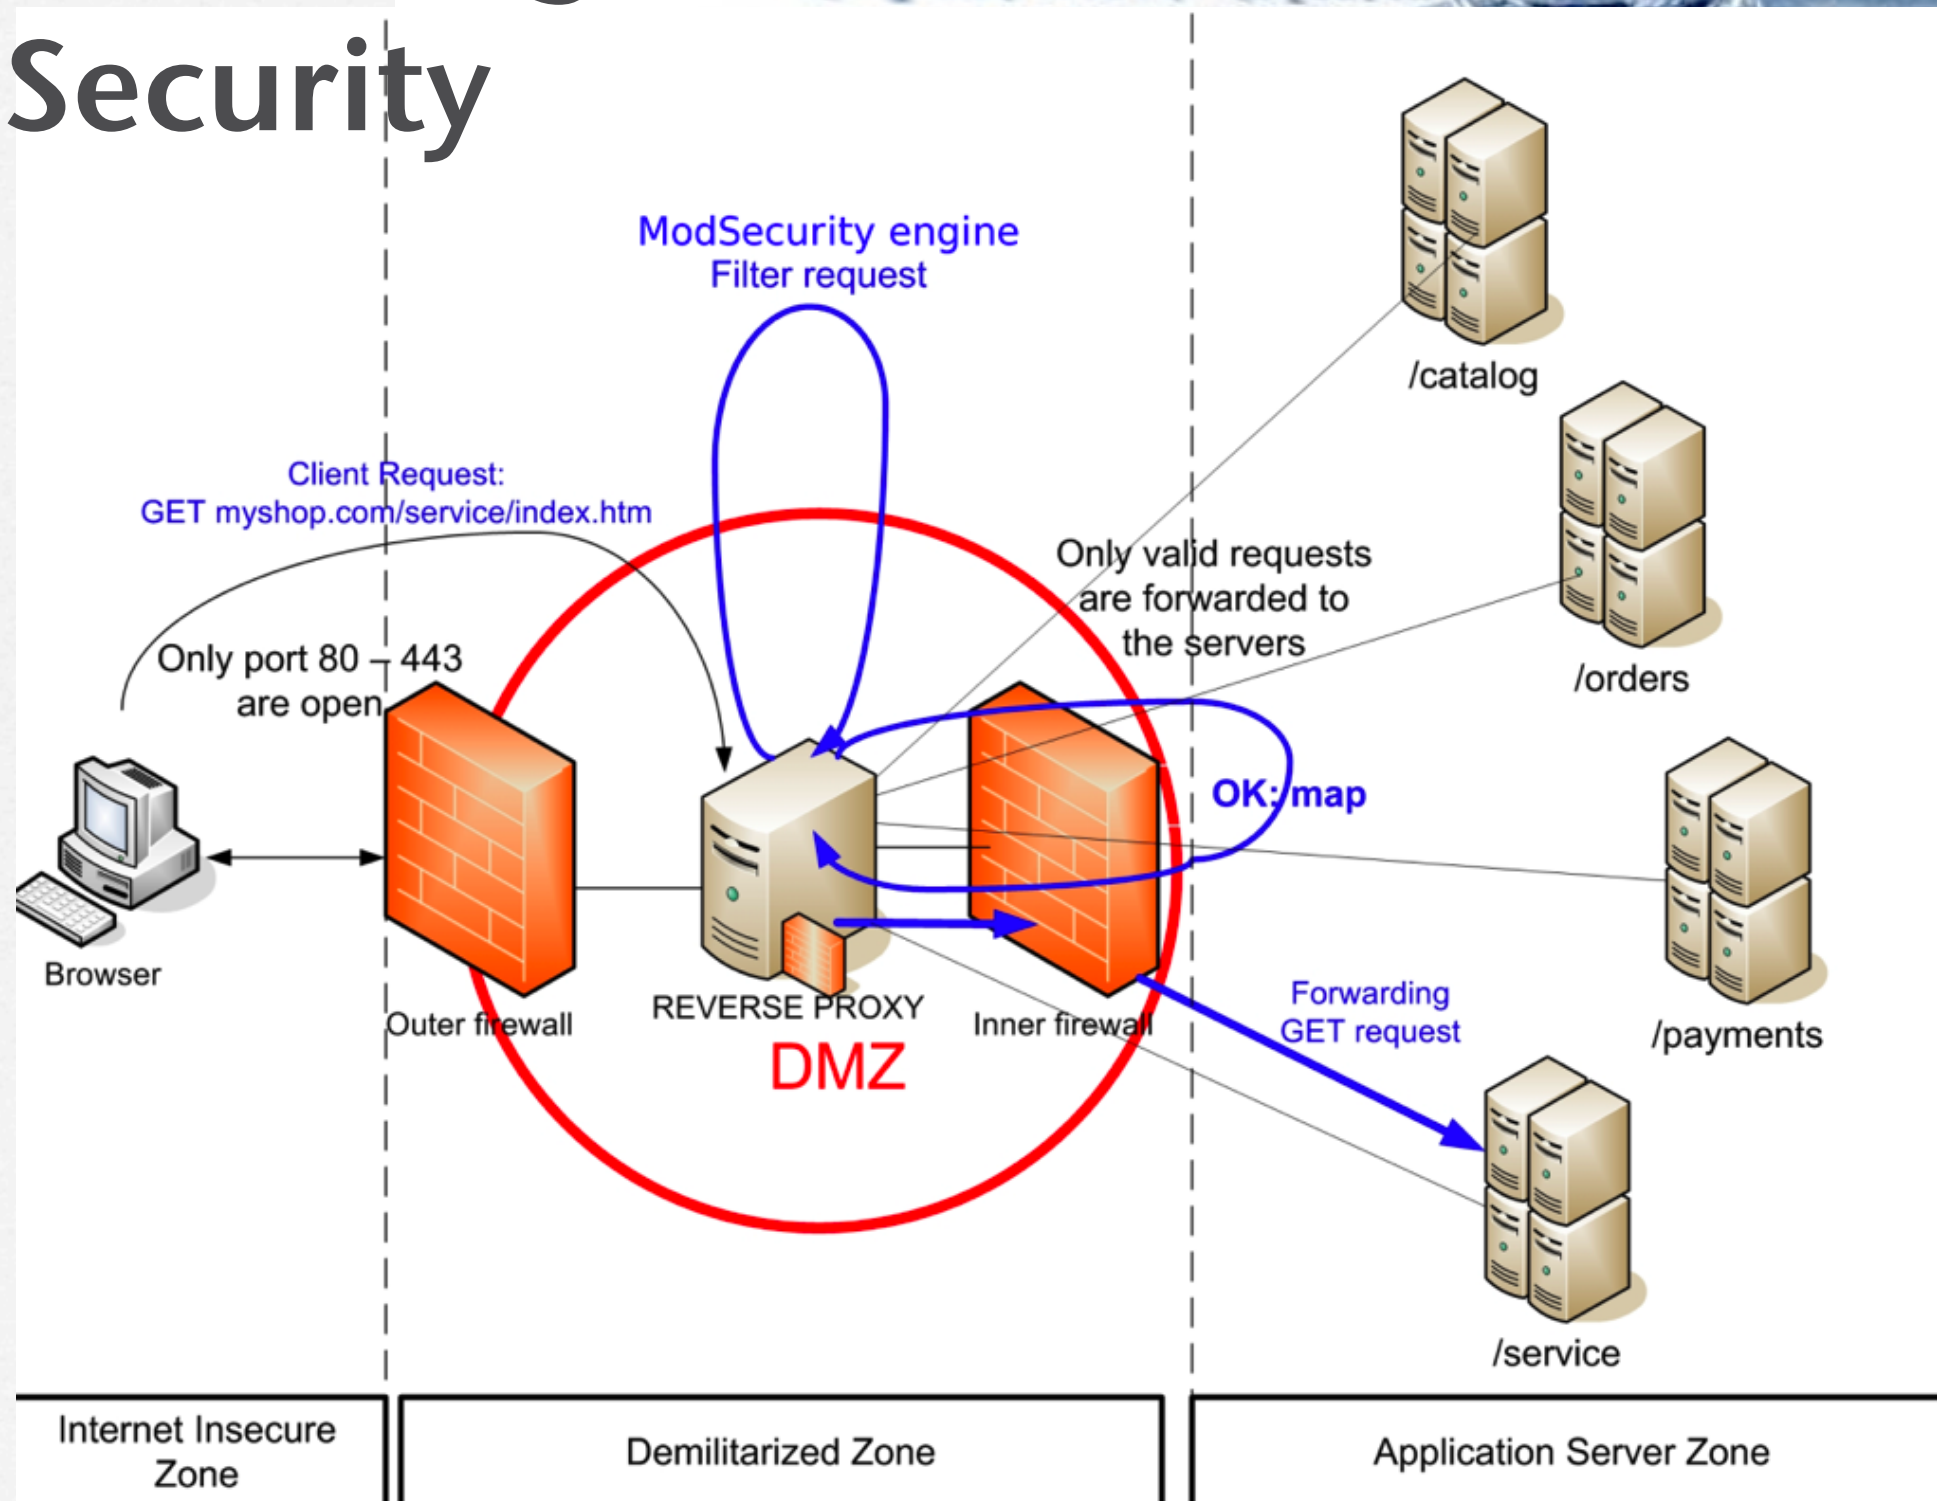 Security
ModSecurity engine
Filter request
/catalog
Client Request:
GET myshop.com/service/index.htm
Only valid requests
are forwarded to
the servers
Only port 80 – 443
are open
/orders
OK: map
Browser
Outer firewall
REVERSE PROXY
Inner firewall
DMZ
Forwarding
GET request
/payments
/service
Internet Insecure
Zone
Demilitarized Zone
Application Server Zone